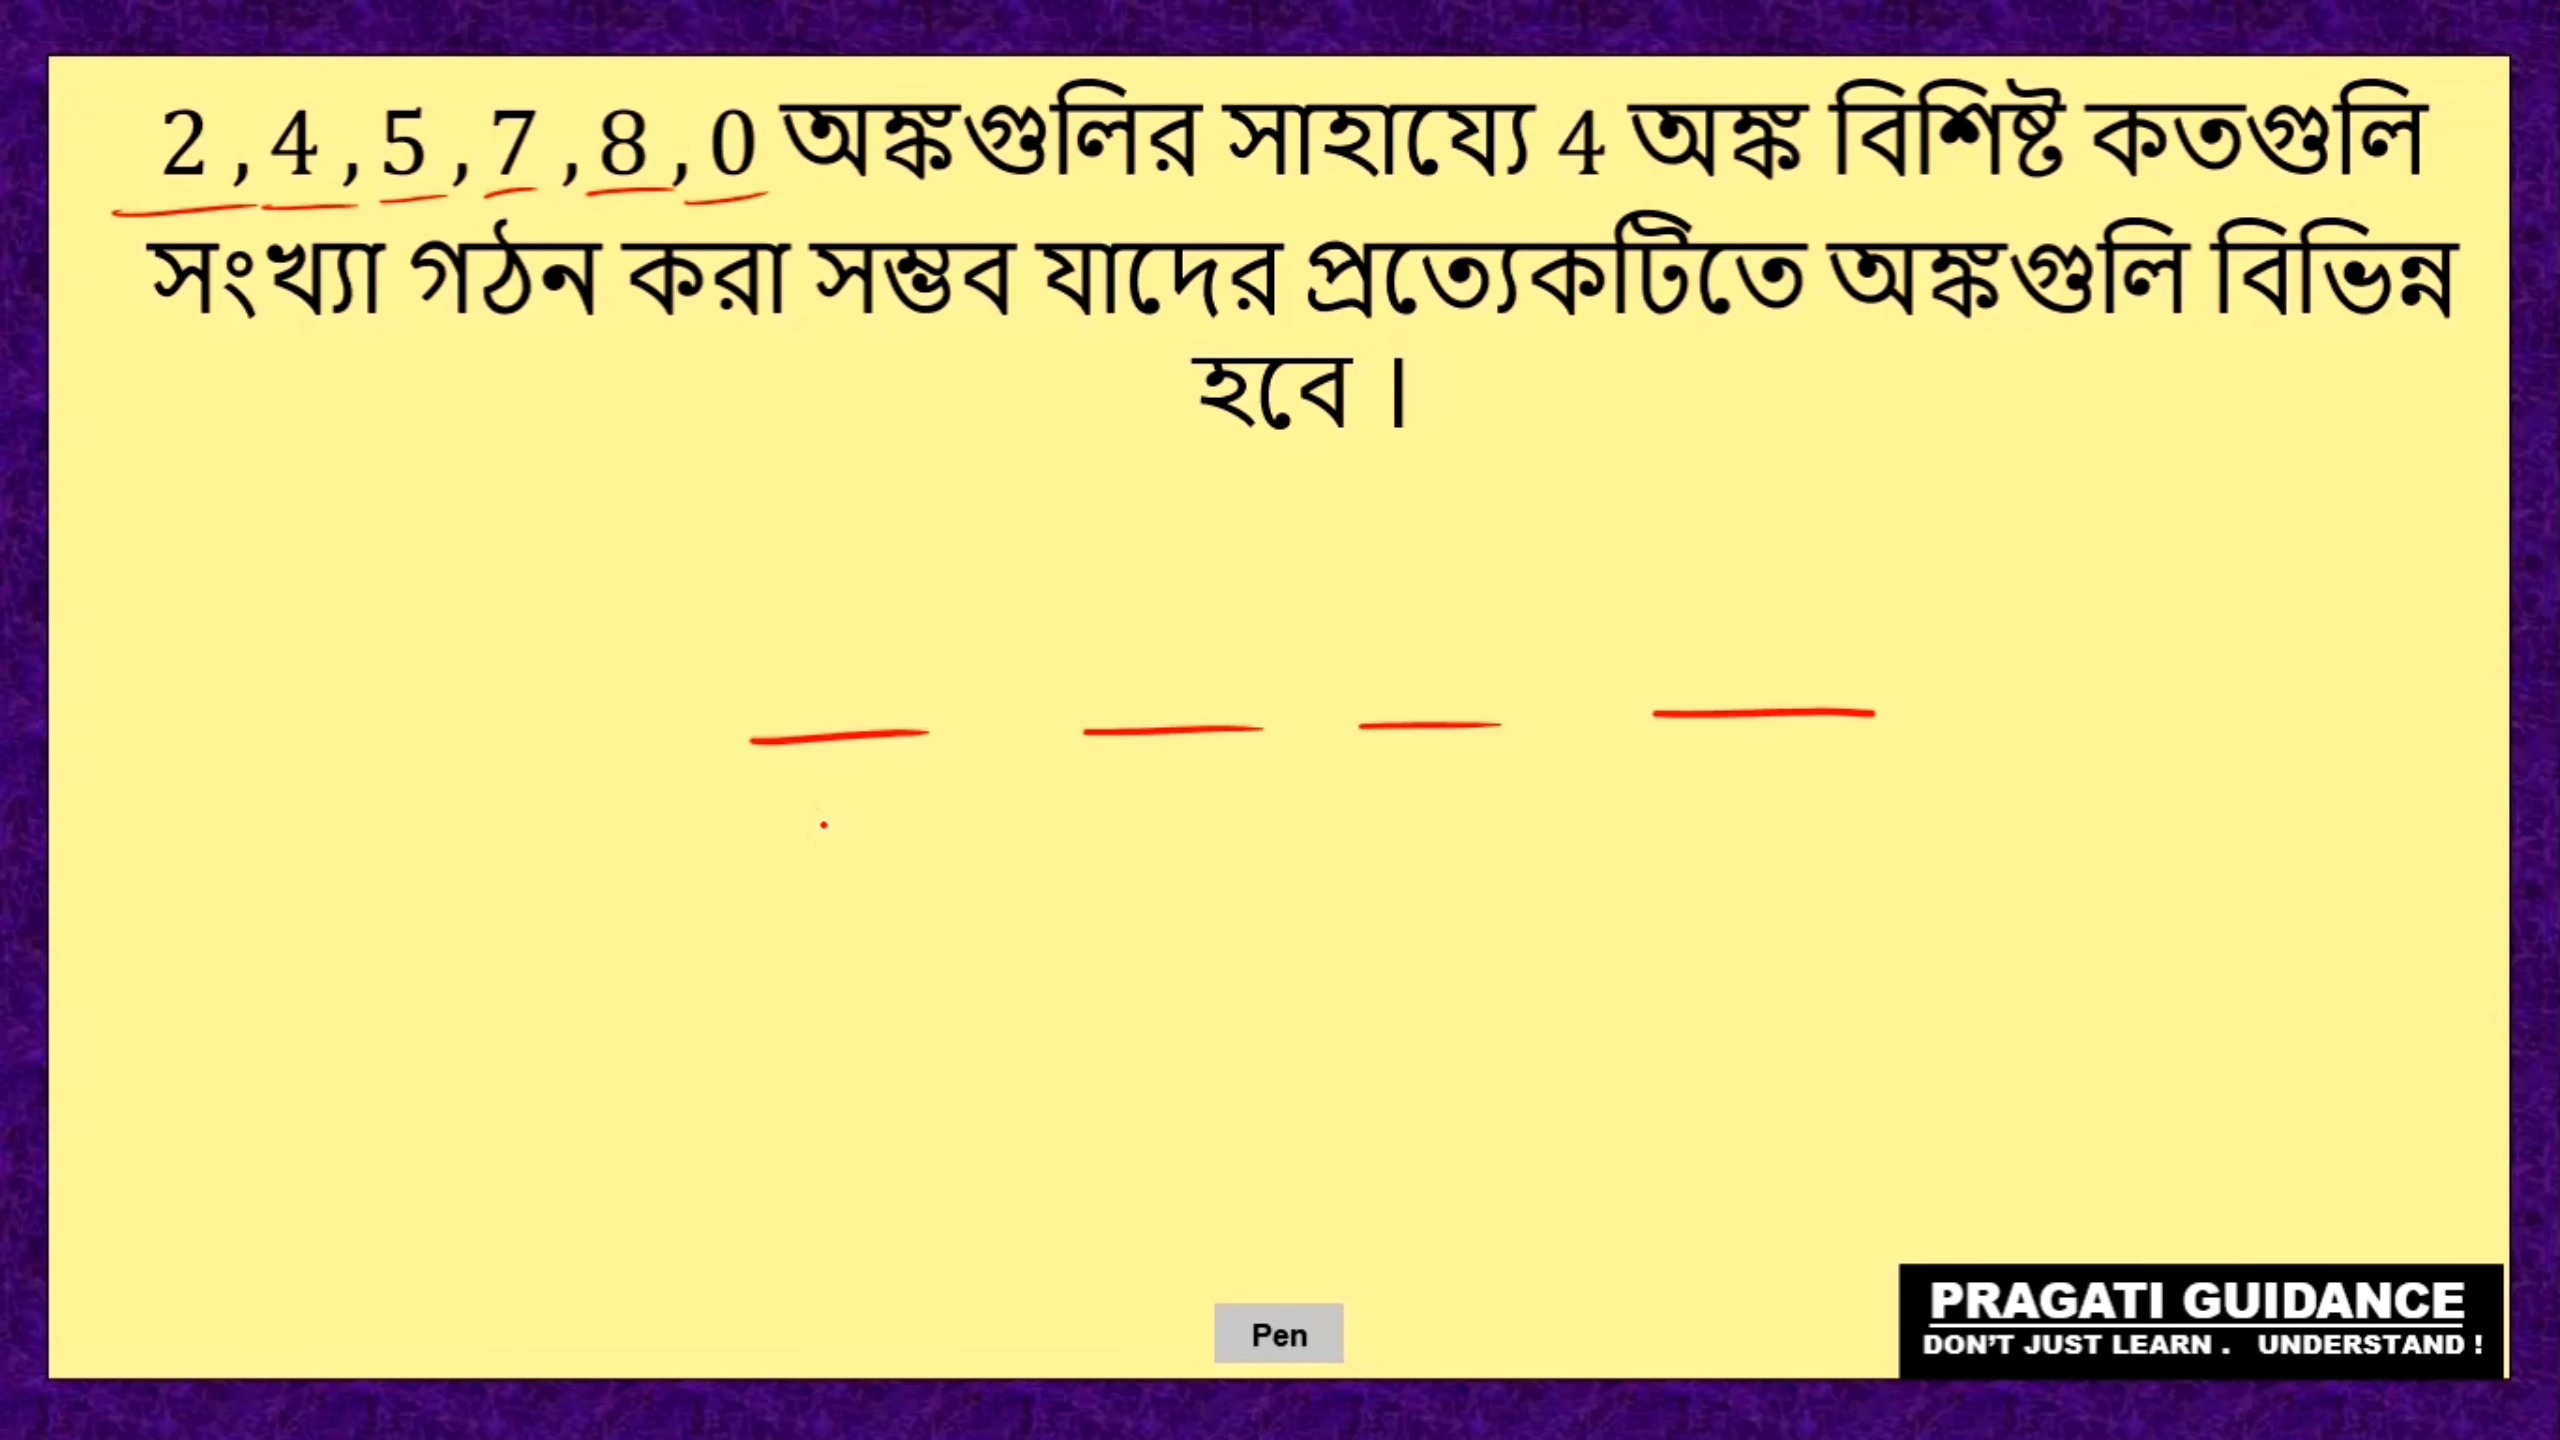 2 , 4 , 5 , 7 , 8 , 0 অঙ্কগুলির সাহায্যে 4 অঙ্ক বিশিষ্ট কতগুলি
সংখ্যা গঠন করা সম্ভব যাদের প্রত্যেকটিতে অঙ্কগুলি বিভিন্ন
হবে ।
Pen
PRAGATI GUIDANCE
DON'T JUST LEARN . UNDERSTAND !